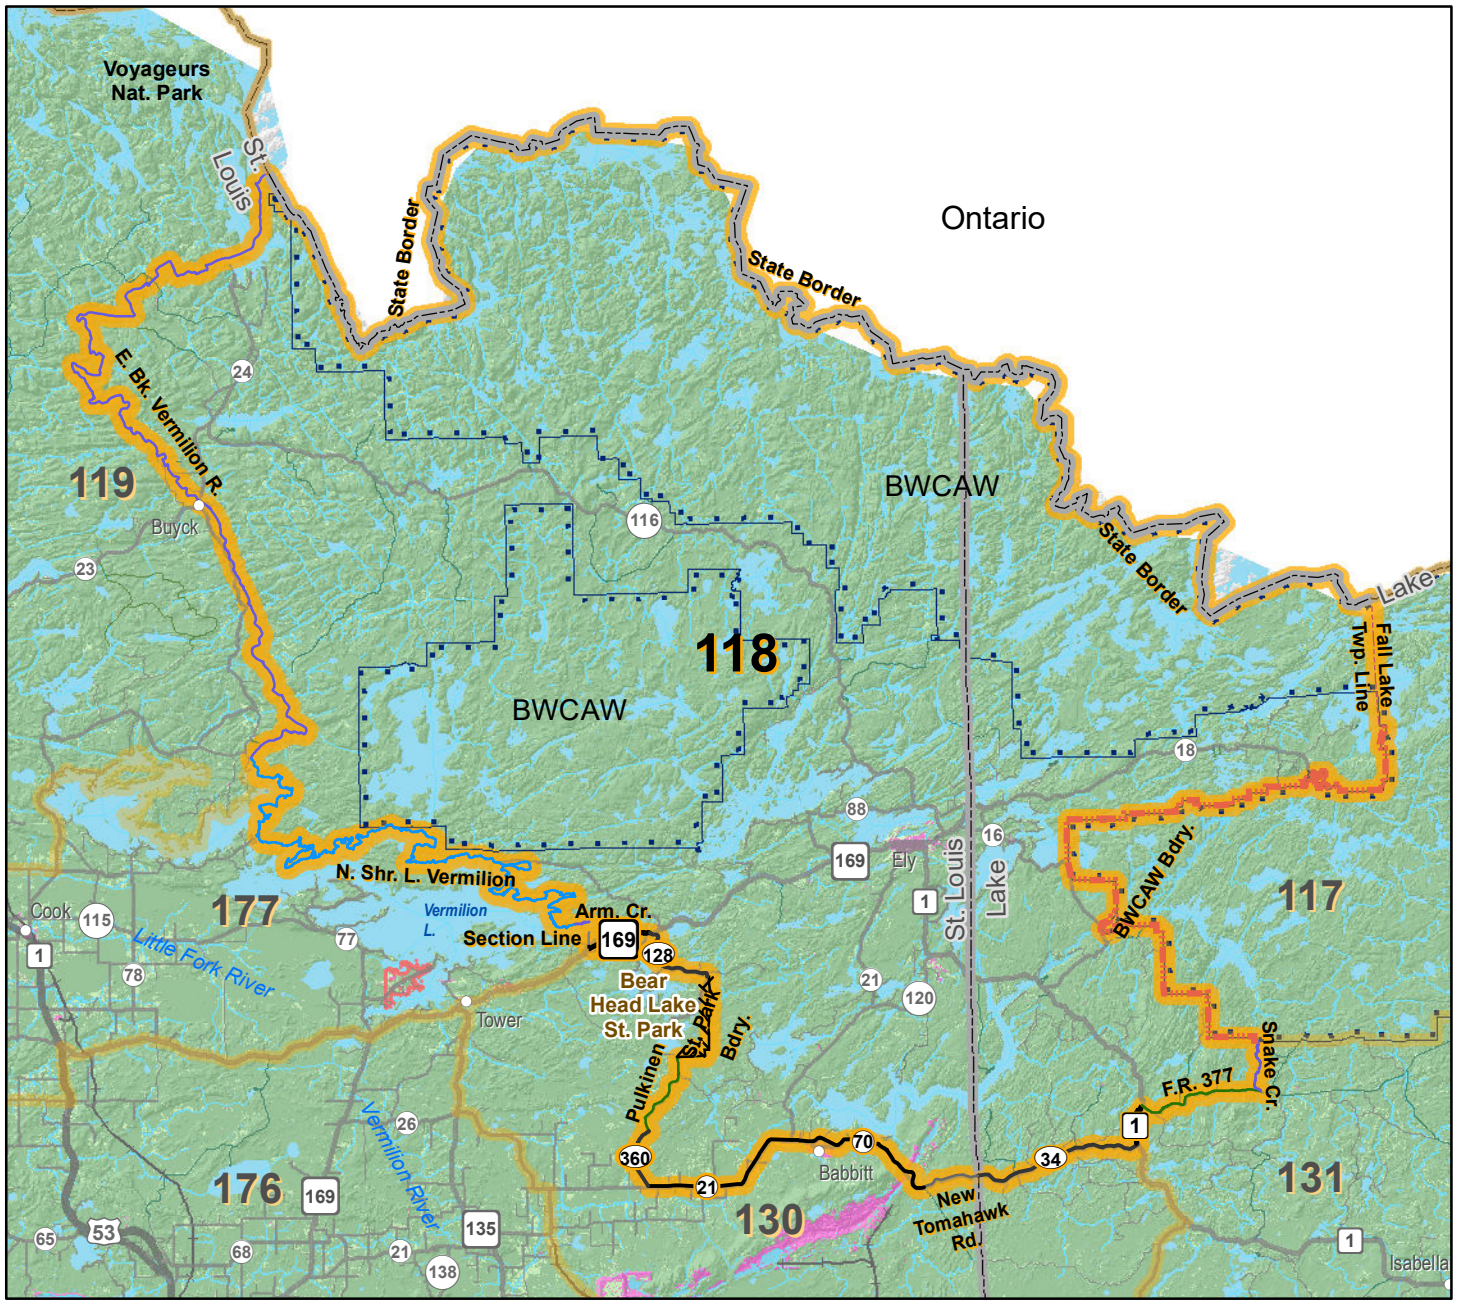 Voyageurs
Nat. Park
St.
Louis
Ontario
State Border
State Border
24
E. Bk. Vermilion R.
119
BWCAW
Buyck
116
State Border
23
Lake
Fall Lake
Twp. Line
118
BWCAW
18
88
16
169
Ely
BWCAW Bdry.
St. Louis
Lake
N. Shr. L. Vermilion
177
117
1
Cook
115
Vermilion
L.
Arm. Cr.
77
Section Line
169
128
1
Little Fork River
78
Bear
Head Lake
St. Park
21
120
St. Park
Bdry.
Tower
Snake Cr.
F.R. 377
Pulkinen
26
Vermilion River
1
360
70
34
Babbitt
21
176
169
131
New
Tomahawk
Rd.
130
53
135
65
68
21
138
1
Isabella